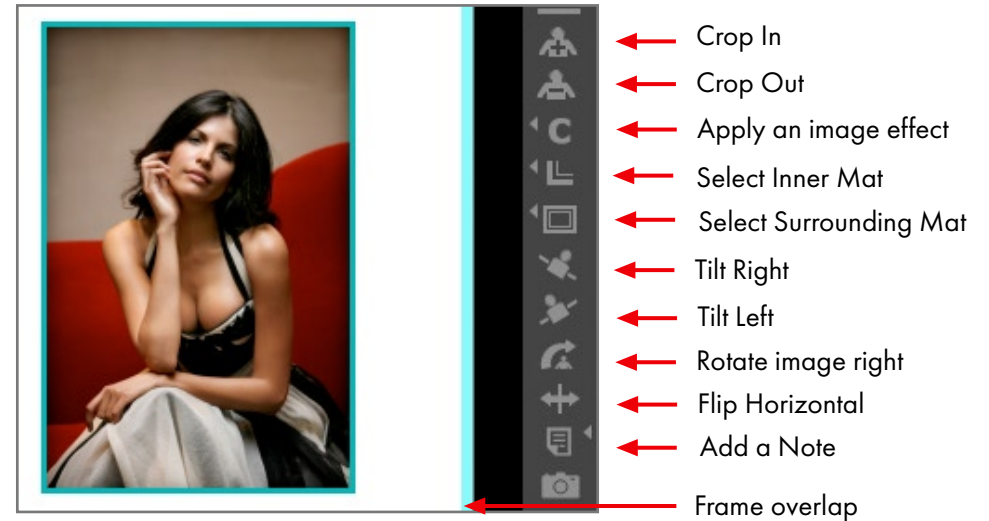 Crop In
Crop Out
C
Apply an image effect
Select Inner Mat
Select Surrounding Mat
Tilt Right
Tilt Left
Rotate image right
Flip Horizontal
Add a Note
Frame overlap